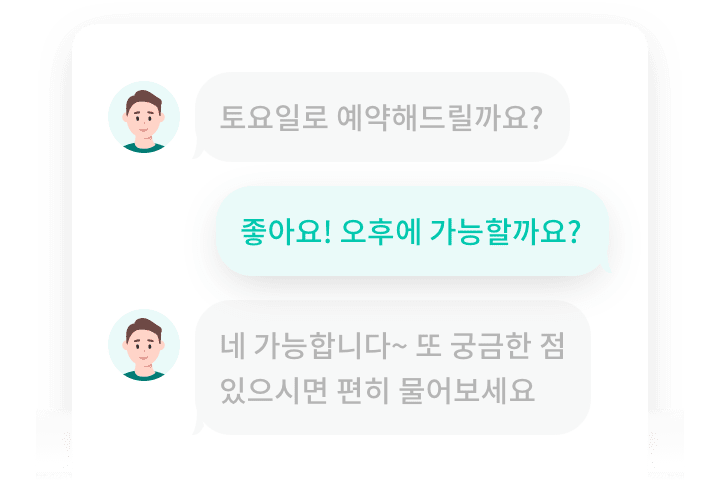 토요일로 예약해드릴까요?
좋아요! 오후에 가능할까요?
네 가능합니다~ 또 궁금한 점
있으시면 편히 물어보세요